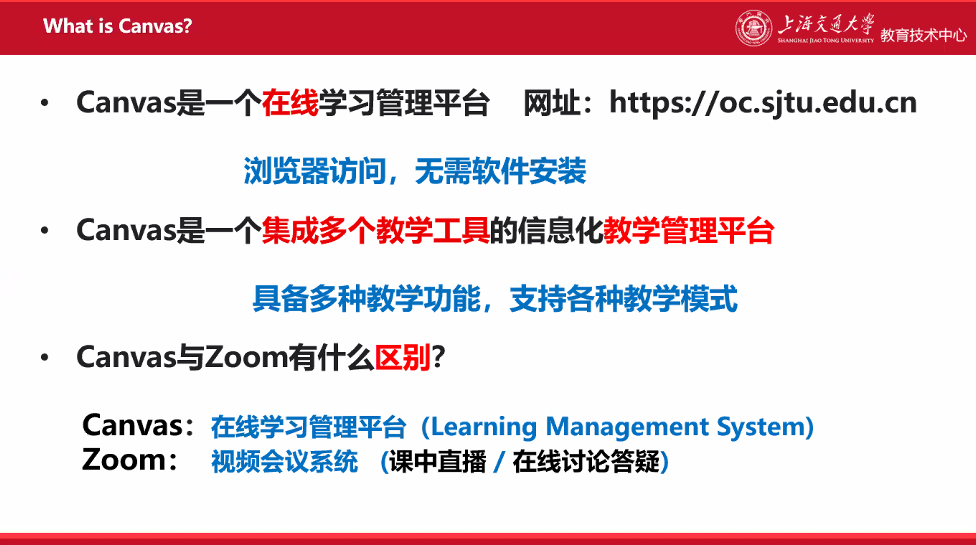 What is Canvas?
上海交通大学
SHANGHAI JIAO TONG UNIVERSITY
教育技术中心
• Canvas是一个在线学习管理平台 网址：https://oc.sjtu.edu.cn
浏览器访问，无需软件安装
• Canvas是一个集成多个教学工具的信息化教学管理平台
具备多种教学功能，支持各种教学模式
• Canvas与Zoom有什么区别？
Canvas：在线学习管理平台（Learning Management System）
Zoom： 视频会议系统 （课中直播 / 在线讨论答疑）